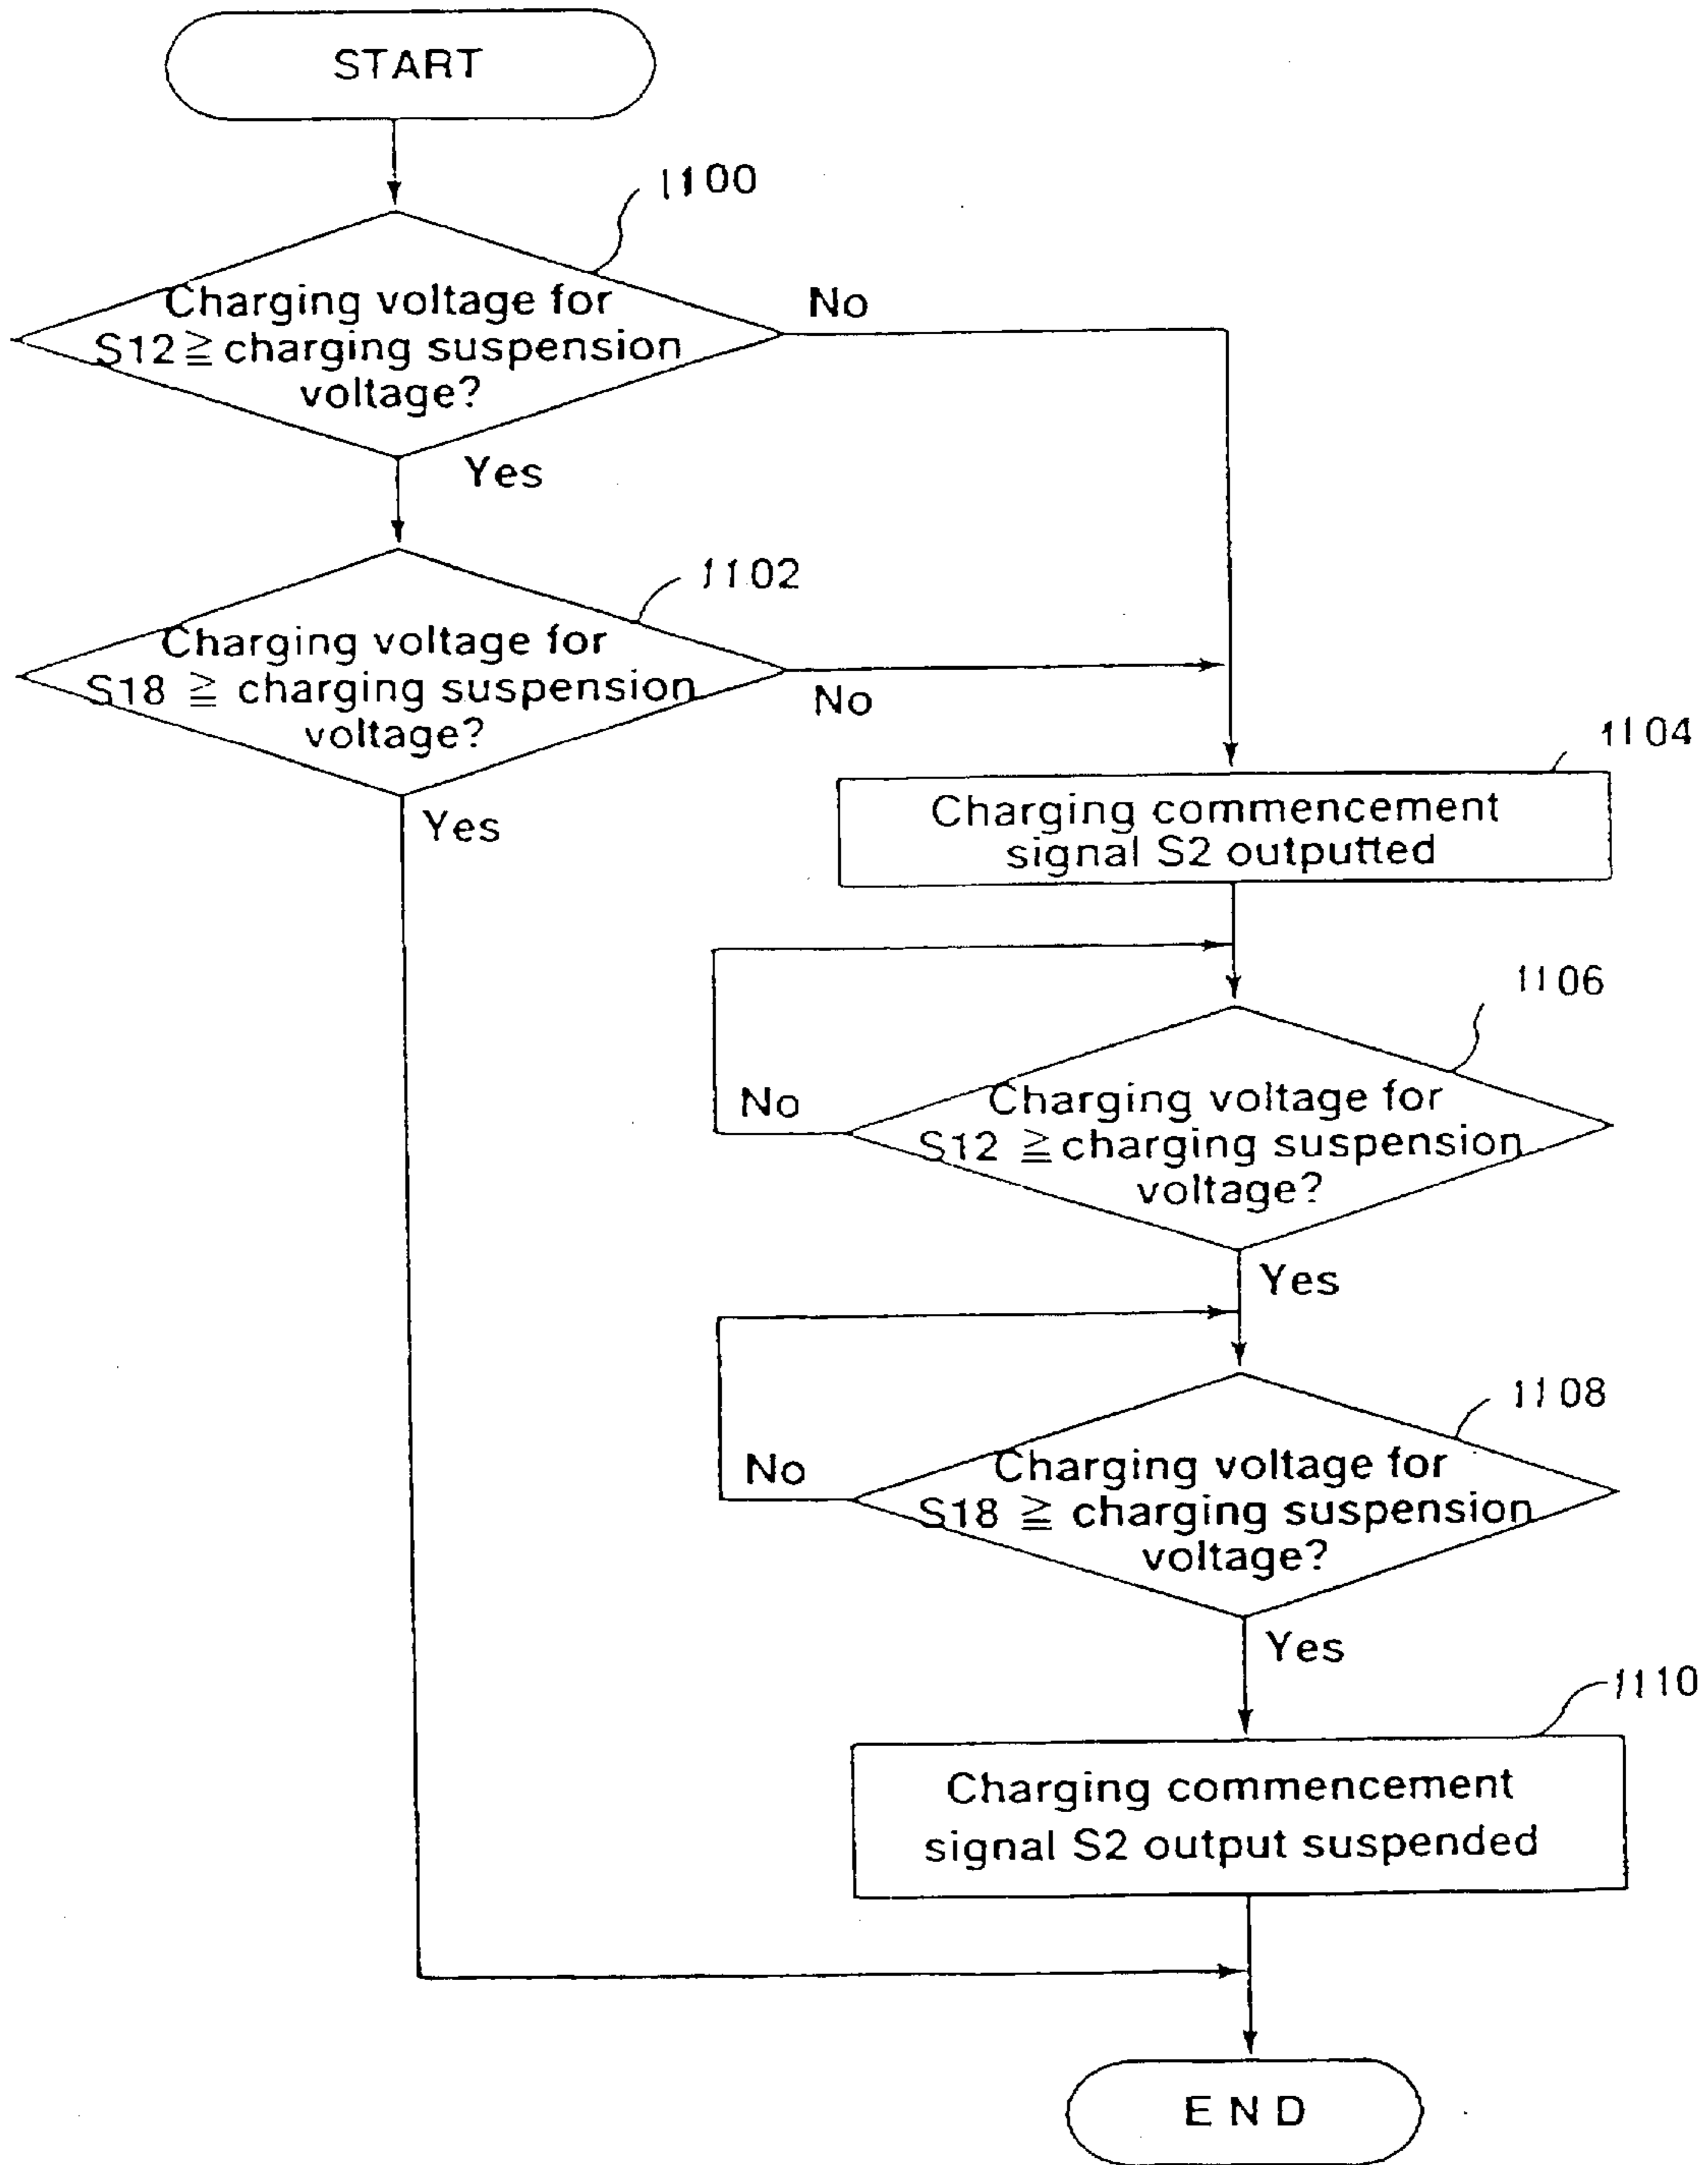 START
1100
Charging voltage for
S12 ≧ charging suspension
voltage?
No
Yes
1102
Charging voltage for
S18 ≧ charging suspension
voltage?
No
Yes
1104
Charging commencement
signal S2 outputted
1106
Charging voltage for
S12 ≧ charging suspension
voltage?
No
Yes
1108
Charging voltage for
S18 ≧ charging suspension
voltage?
No
Yes
1110
Charging commencement
signal S2 output suspended
END